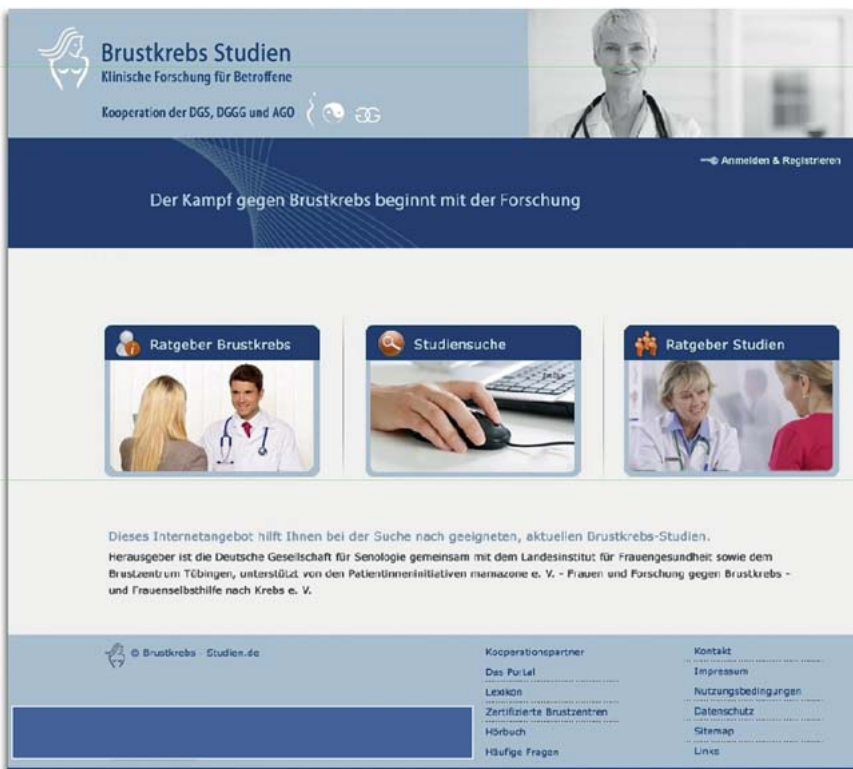 Brustkrebs Studien
Klinische Forschung für Betroffene
Kooperation der DGS, DGGG und AGO
Anmelden & Registrieren
Der Kampf gegen Brustkrebs beginnt mit der Forschung
Ratgeber Brustkrebs
Studiensuche
Ratgeber Studien
Dieses Internetangebot hilft Ihnen bei der Suche nach geeigneten, aktuellen Brustkrebs-Studien.
Herausgeber ist die Deutsche Gesellschaft für Senologie gemeinsam mit dem Landesinstitut für Frauengesundheit sowie dem
Brustzentrum Tübingen, unterstützt von den Patientinneninitiativen mamazone e. V. - Frauen und Forschung gegen Brustkrebs -
und Frauenselbsthilfe nach Krebs e. V.
© Brustkrebs - Studien.de
Kooperationspartner
Das Portal
Lexikon
Zertifizierte Brustzentren
Hörbuch
Häufige Fragen
Kontakt
Impressum
Nutzungsbedingungen
Datenschutz
Sitemap
Links